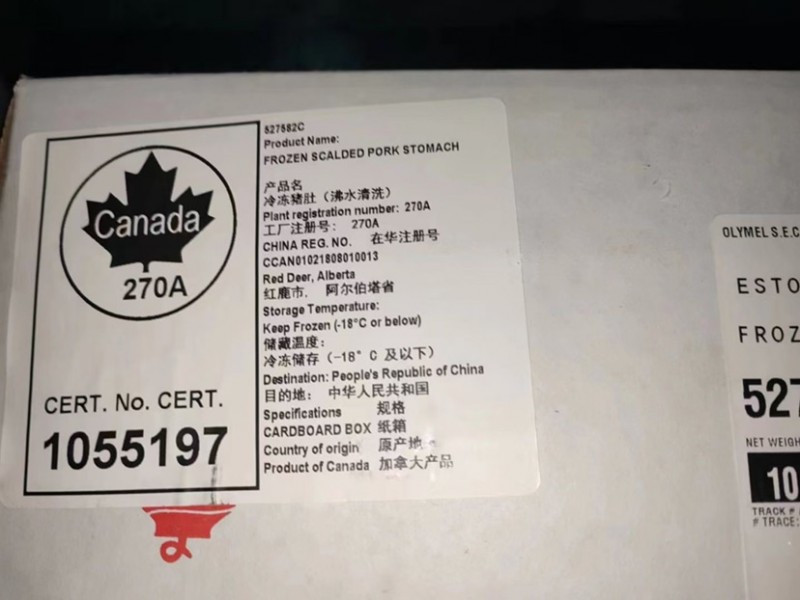 Canada
270A
CERT. No. CERT.
1055197
527582C
Product Name:
FROZEN SCALDED PORK STOMACH
产品名
冷冻猪肚（沸水清洗）
Plant registration number: 270A
工厂注册号： 270A
CHINA REG. NO. 在华注册号
CCAN01021808010013
Red Deer, Alberta
红鹿市， 阿尔伯塔省
Storage Temperature:
Keep Frozen (-18°C or below)
储藏温度：
冷冻储存（-18° C 及以下）
Destination: People's Republic of China
目的地： 中华人民共和国
Specifications 规格
CARDBOARD BOX 纸箱
Country of origin 原产地
Product of Canada 加拿大产品
OLYMEL S.E.C
ESTO
FROZ
527
NET WEIGH
10
TRACK #
# TRACE: